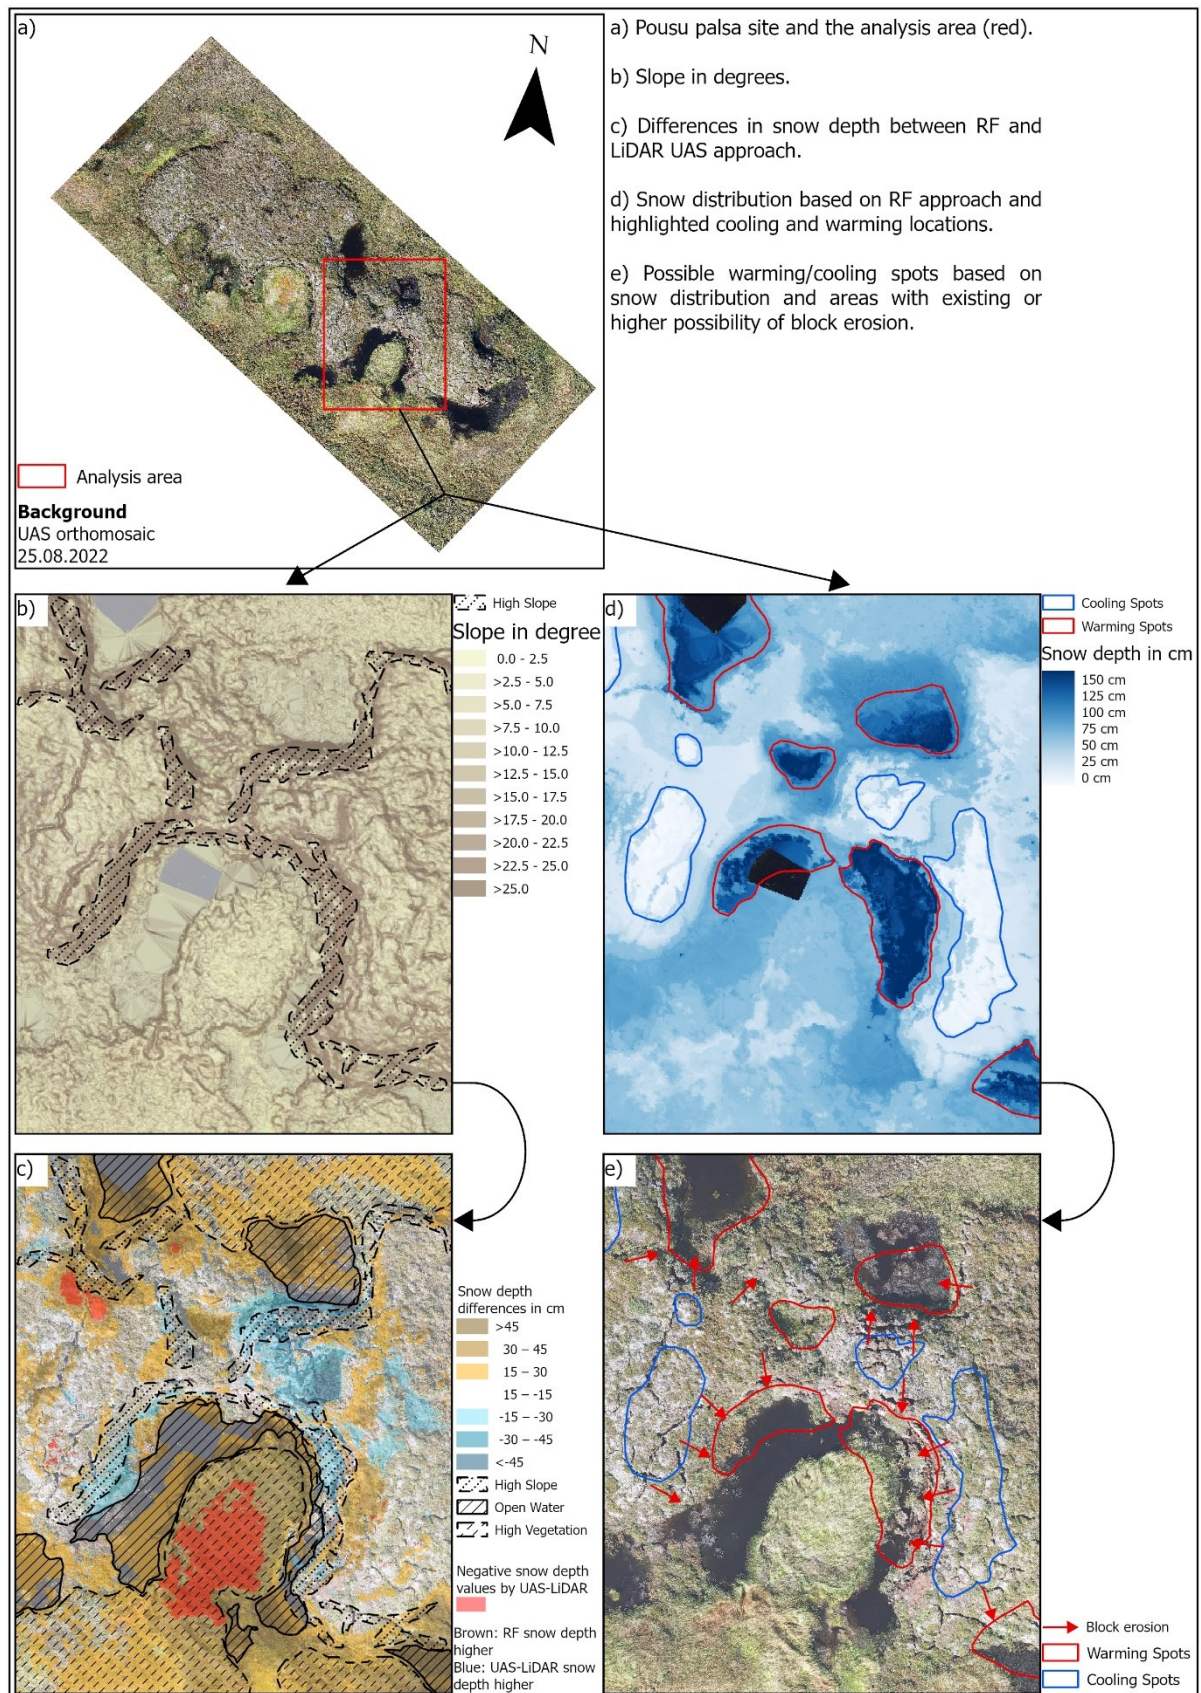 a)
N
Analysis area
Background
UAS orthomosaic
25.08.2022
a) Pousu palsa site and the analysis area (red).
b) Slope in degrees.
c) Differences in snow depth between RF and
LiDAR UAS approach.
d) Snow distribution based on RF approach and
highlighted cooling and warming locations.
e) Possible warming/cooling spots based on
snow distribution and areas with existing or
higher possibility of block erosion.
b)
High Slope
Slope in degree
0.0 - 2.5
>2.5 - 5.0
>5.0 - 7.5
>7.5 - 10.0
>10.0 - 12.5
>12.5 - 15.0
>15.0 - 17.5
>17.5 - 20.0
>20.0 - 22.5
>22.5 - 25.0
>25.0
d)
Cooling Spots
Warming Spots
Snow depth in cm
150 cm
125 cm
100 cm
75 cm
50 cm
25 cm
0 cm
c)
Snow depth
differences in cm
>45
30 – 45
15 – 30
15 – -15
-15 – -30
-30 – -45
<-45
High Slope
Open Water
High Vegetation
Negative snow depth
values by UAS-LiDAR
Brown: RF snow depth
higher
Blue: UAS-LiDAR snow
depth higher
e)
Block erosion
Warming Spots
Cooling Spots